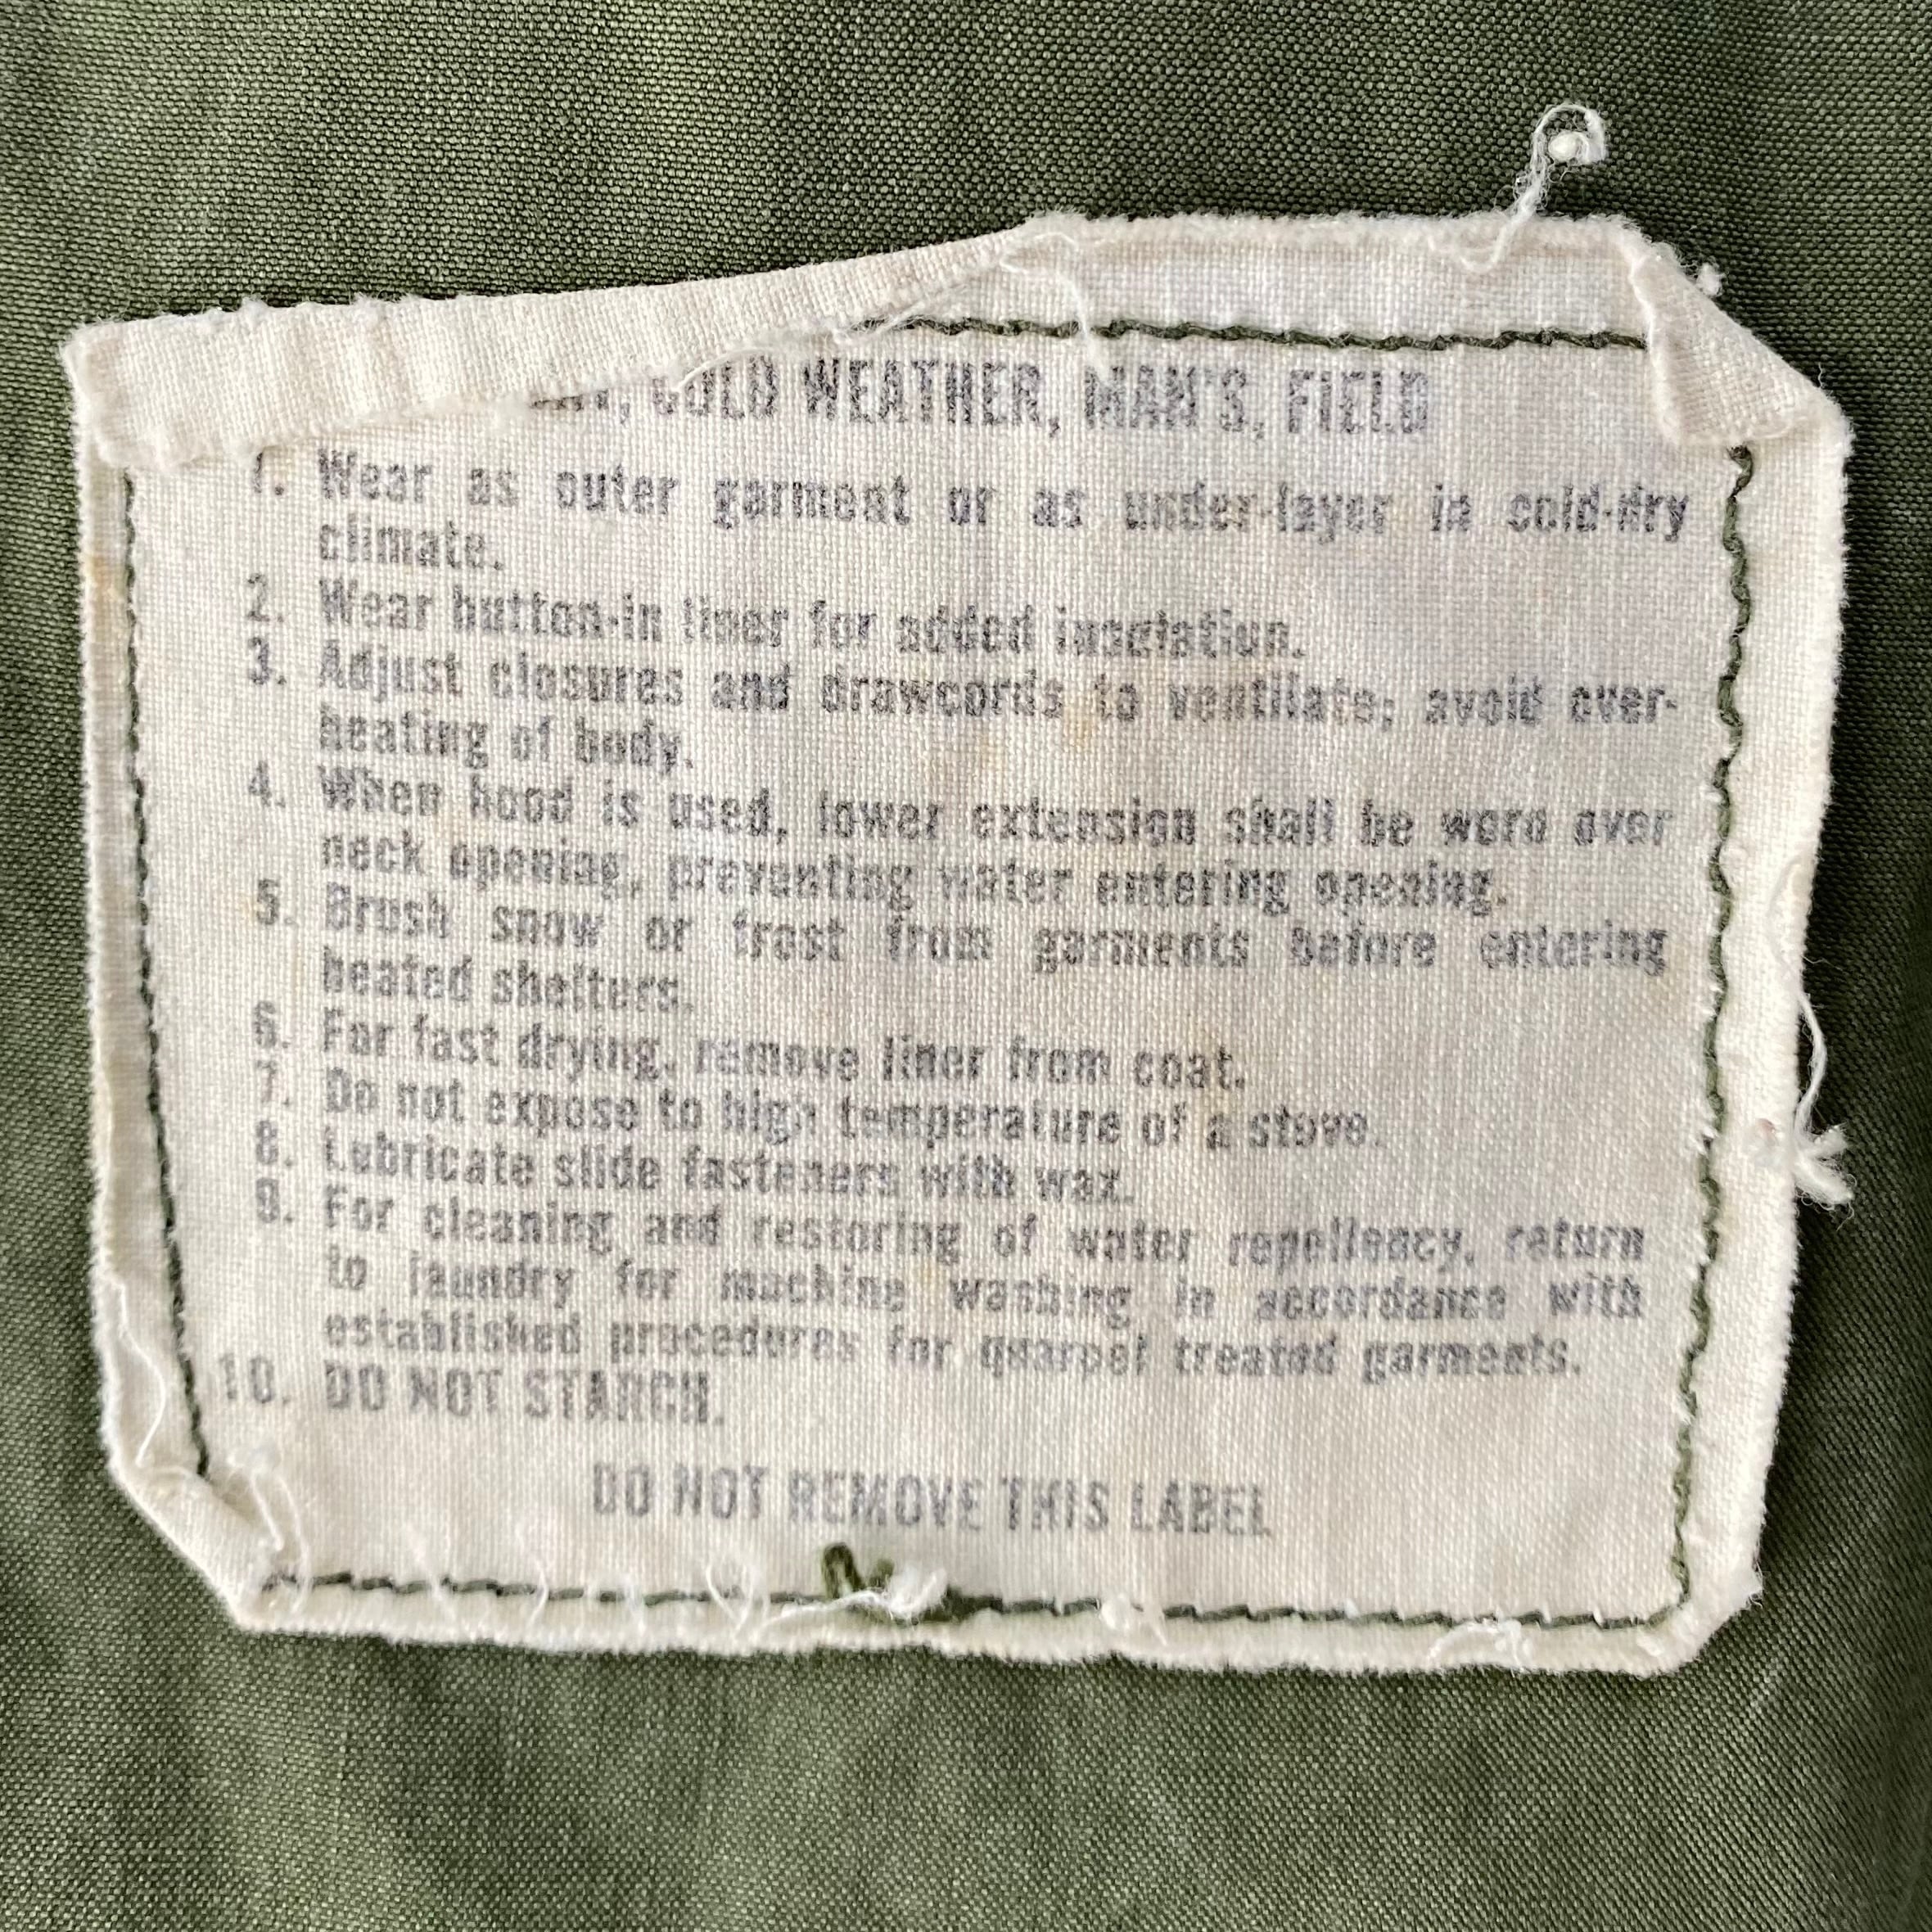 COLD WEATHER, MAN'S, FIELD
1. Wear as outer garment or as under-layer in cold-dry
climate.
2. Wear button-in liner for added insulation.
3. Adjust closures and drawcords to ventilate; avoid over-
heating of body.
4. When hood is used, lower extension shall be worn over
neck opening, preventing water entering opening.
5. Brush snow or frost from garments before entering
heated shelters.
6. For fast drying, remove liner from coat.
7. Do not expose to high temperature of a stove.
8. Lubricate slide fasteners with wax.
9. For cleaning and restoring of water repellency, return
to laundry for machine washing in accordance with
established procedures for quarpel treated garments.
10. DO NOT STARCH.
DO NOT REMOVE THIS LABEL